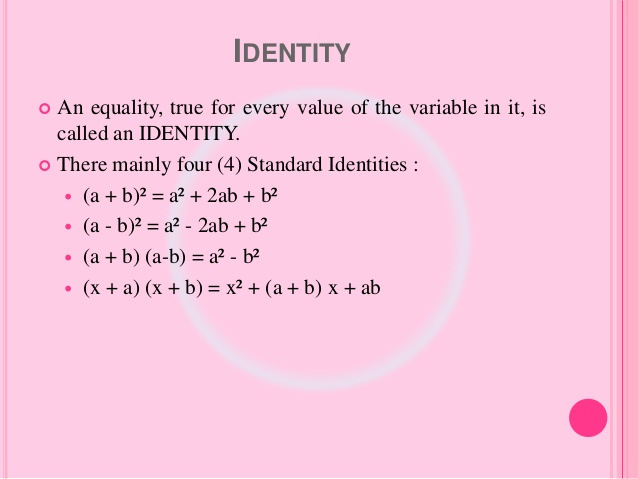 IDENTITY
An equality, true for every value of the variable in it, is
called an IDENTITY.
There mainly four (4) Standard Identities :
(a + b)² = a² + 2ab + b²
(a - b)² = a² - 2ab + b²
(a + b) (a-b) = a² - b²
(x + a) (x + b) = x² + (a + b) x + ab